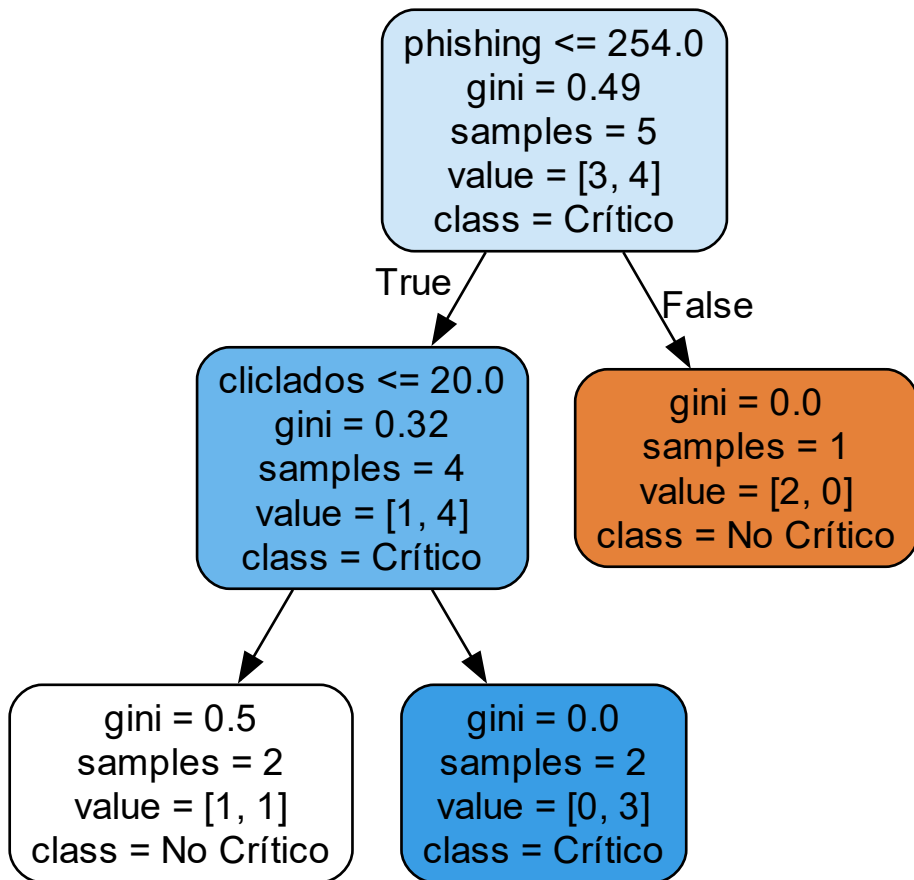 phishing <= 254.0
gini = 0.49
samples = 5
value = [3, 4]
class = Crítico
True
False
cliclados <= 20.0
gini = 0.32
samples = 4
value = [1, 4]
class = Crítico
gini = 0.0
samples = 1
value = [2, 0]
class = No Crítico
gini = 0.5
samples = 2
value = [1, 1]
class = No Crítico
gini = 0.0
samples = 2
value = [0, 3]
class = Crítico